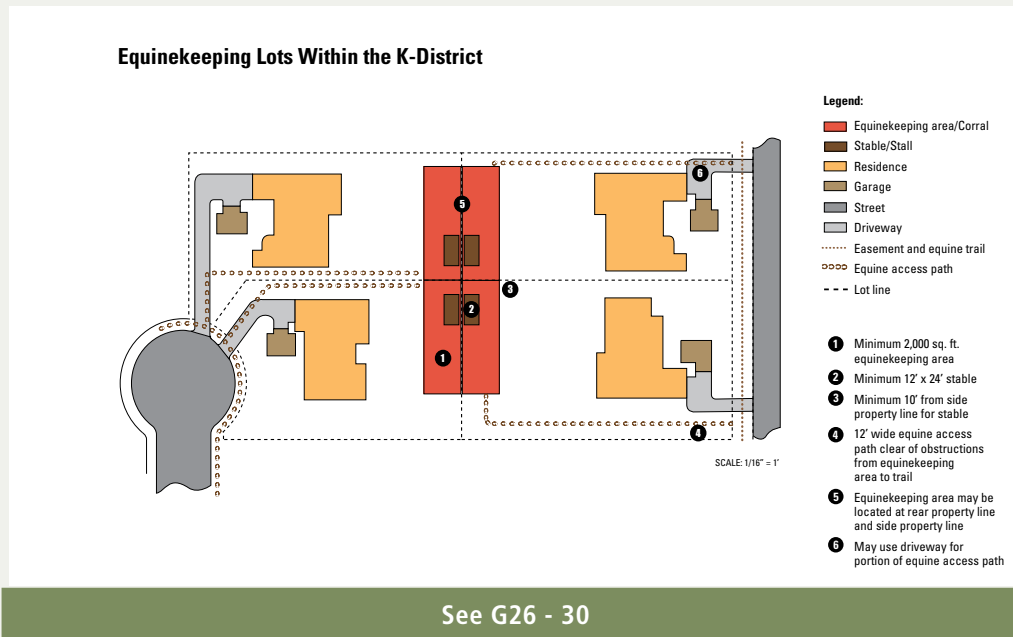 Equinekeeping Lots Within the K-District
Legend:
Equinekeeping area/Corral
Stable/Stall
Residence
Garage
Street
Driveway
Easement and equine trail
Equine access path
Lot line
6
5
3
2
1
4
SCALE: 1/16" = 1'
1 Minimum 2,000 sq. ft.
equinekeeping area
2 Minimum 12' x 24' stable
3 Minimum 10' from side
property line for stable
4 12' wide equine access
path clear of obstructions
from equinekeeping
area to trail
5 Equinekeeping area may be
located at rear property line
and side property line
6 May use driveway for
portion of equine access path
See G26 - 30